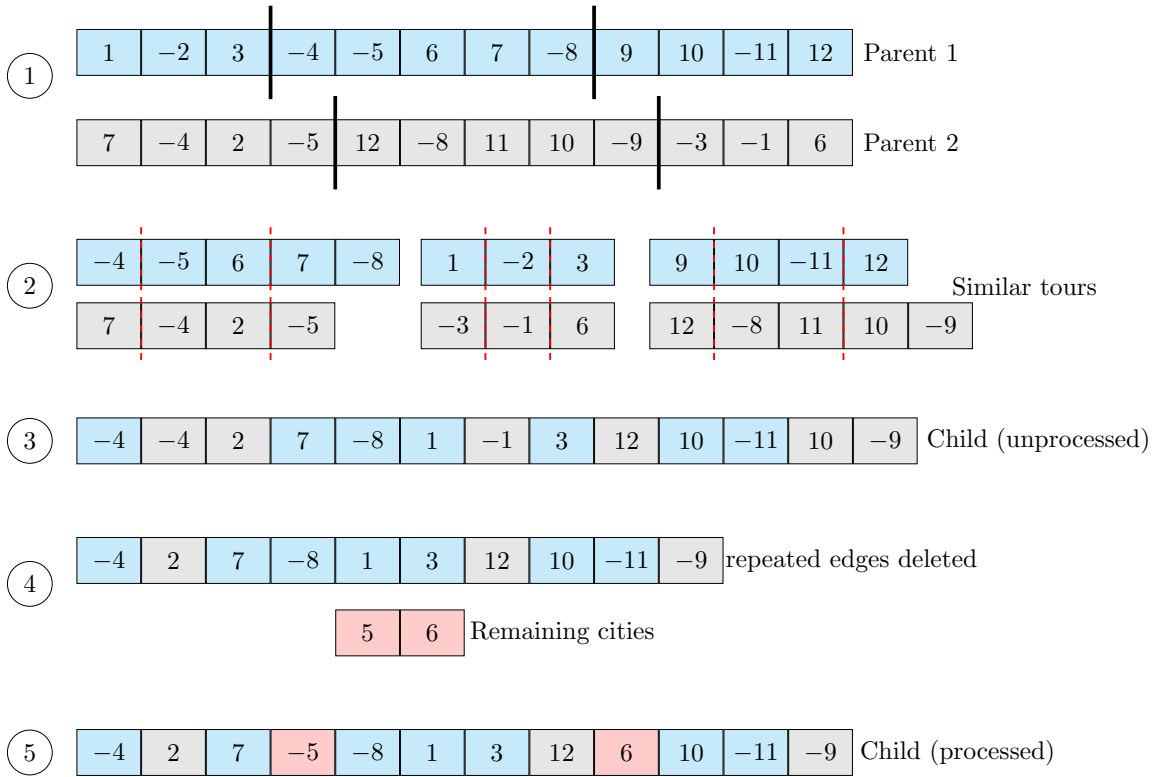 1
1 −2 3 −4 −5 6 7 −8 9 10 −11 12 Parent 1
7 −4 2 −5 12 −8 11 10 −9 −3 −1 6 Parent 2
2
−4 −5 6 7 −8 1 −2 3 9 10 −11 12
Similar tours
7 −4 2 −5 −3 −1 6 12 −8 11 10 −9
3 −4 −4 2 7 −8 1 −1 3 12 10 −11 10 −9 Child (unprocessed)
4
−4 2 7 −8 1 3 12 10 −11 −9 repeated edges deleted
5 6 Remaining cities
5 −4 2 7 −5 −8 1 3 12 6 10 −11 −9 Child (processed)